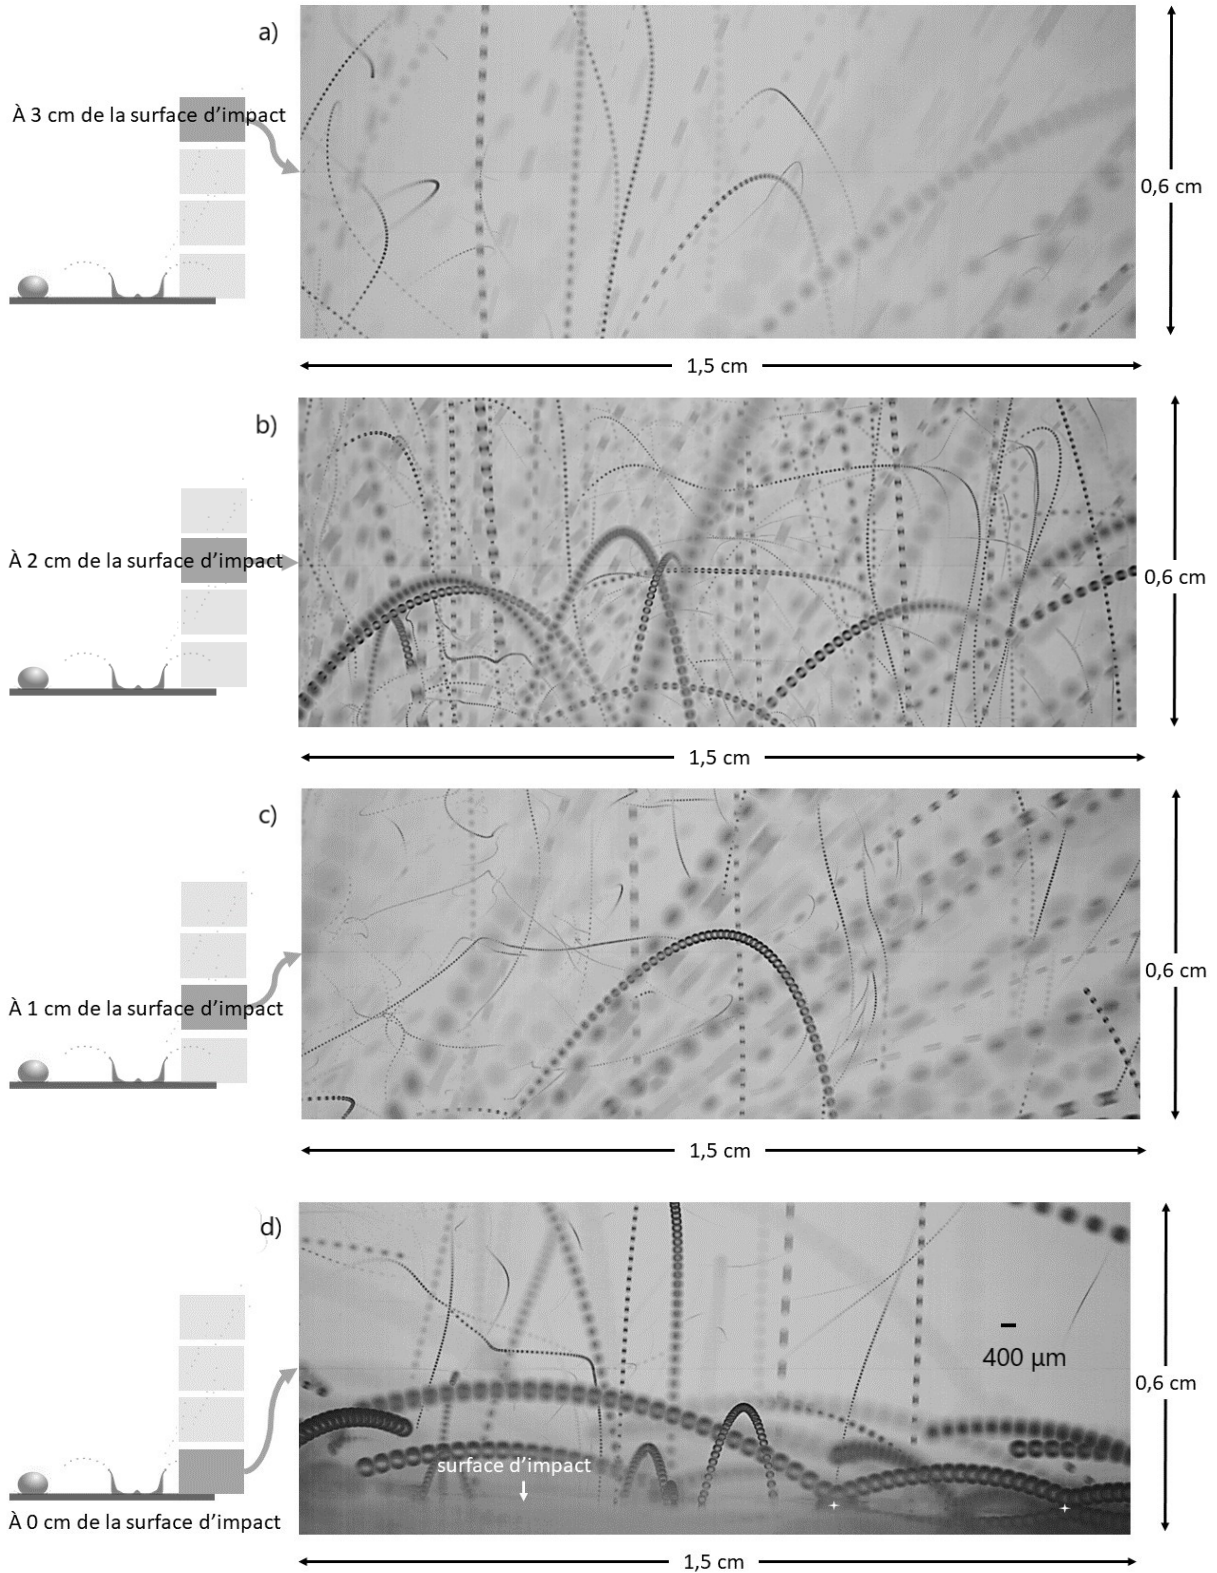 a)
À 3 cm de la surface d'impact
0,6 cm
1,5 cm
b)
À 2 cm de la surface d'impact
0,6 cm
1,5 cm
c)
À 1 cm de la surface d'impact
0,6 cm
1,5 cm
d)
400 µm
0,6 cm
surface d'impact
À 0 cm de la surface d'impact
1,5 cm